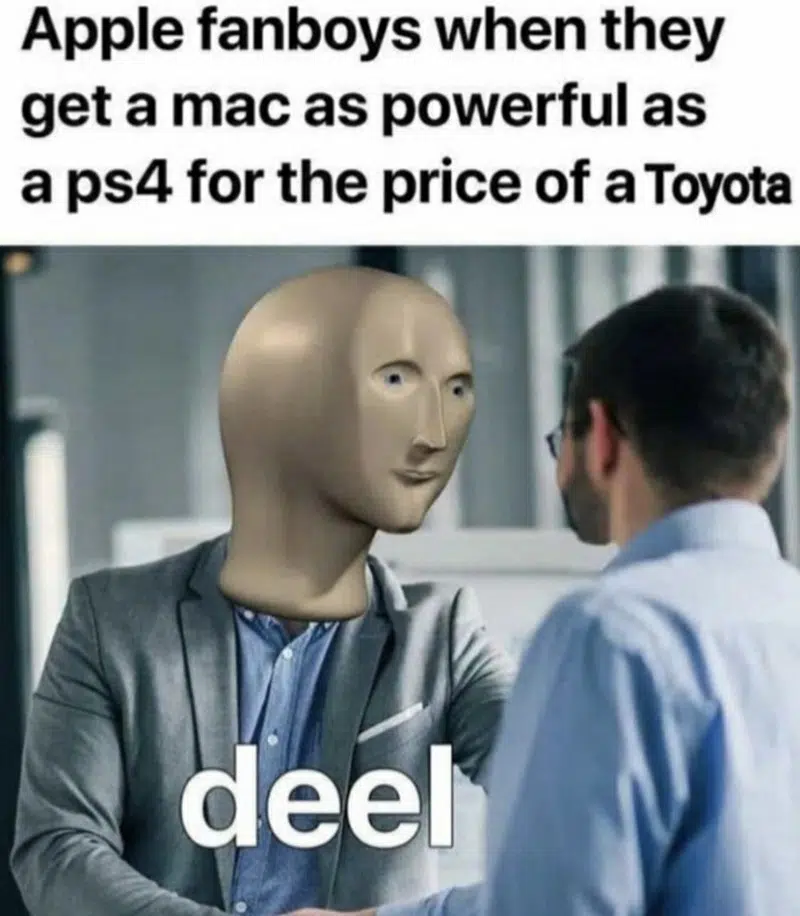 Apple fanboys when they
get a mac as powerful as
a ps4 for the price of a Toyota
deel